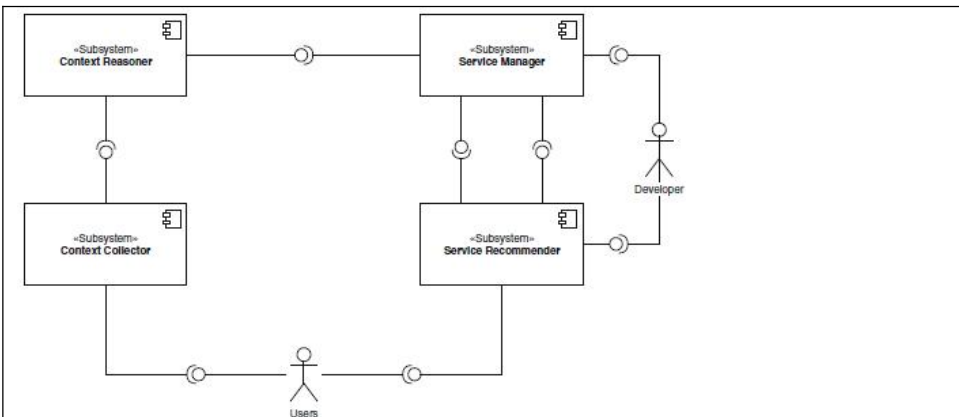 «Subsystem»
Context Reasoner
«Subsystem»
Service Manager
Developer
«Subsystem»
Context Collector
«Subsystem»
Service Recommender
Users